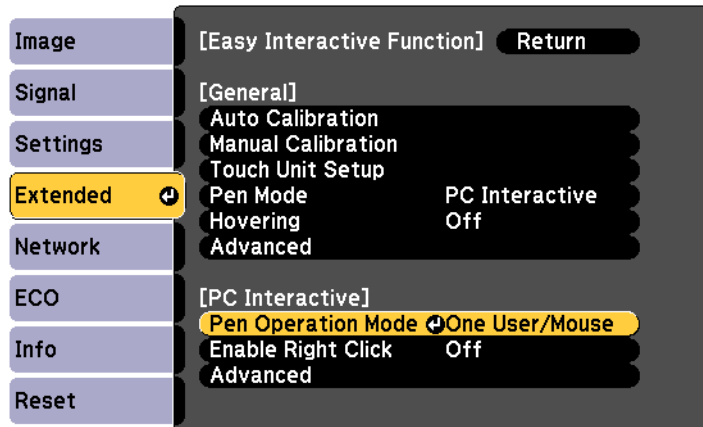 Image
Signal
Settings
Extended
Network
ECO
Info
Reset
[Easy Interactive Function] Return
[General]
Auto Calibration
Manual Calibration
Touch Unit Setup
Pen Mode PC Interactive
Hovering Off
Advanced
[PC Interactive]
Pen Operation Mode One User/Mouse
Enable Right Click Off
Advanced